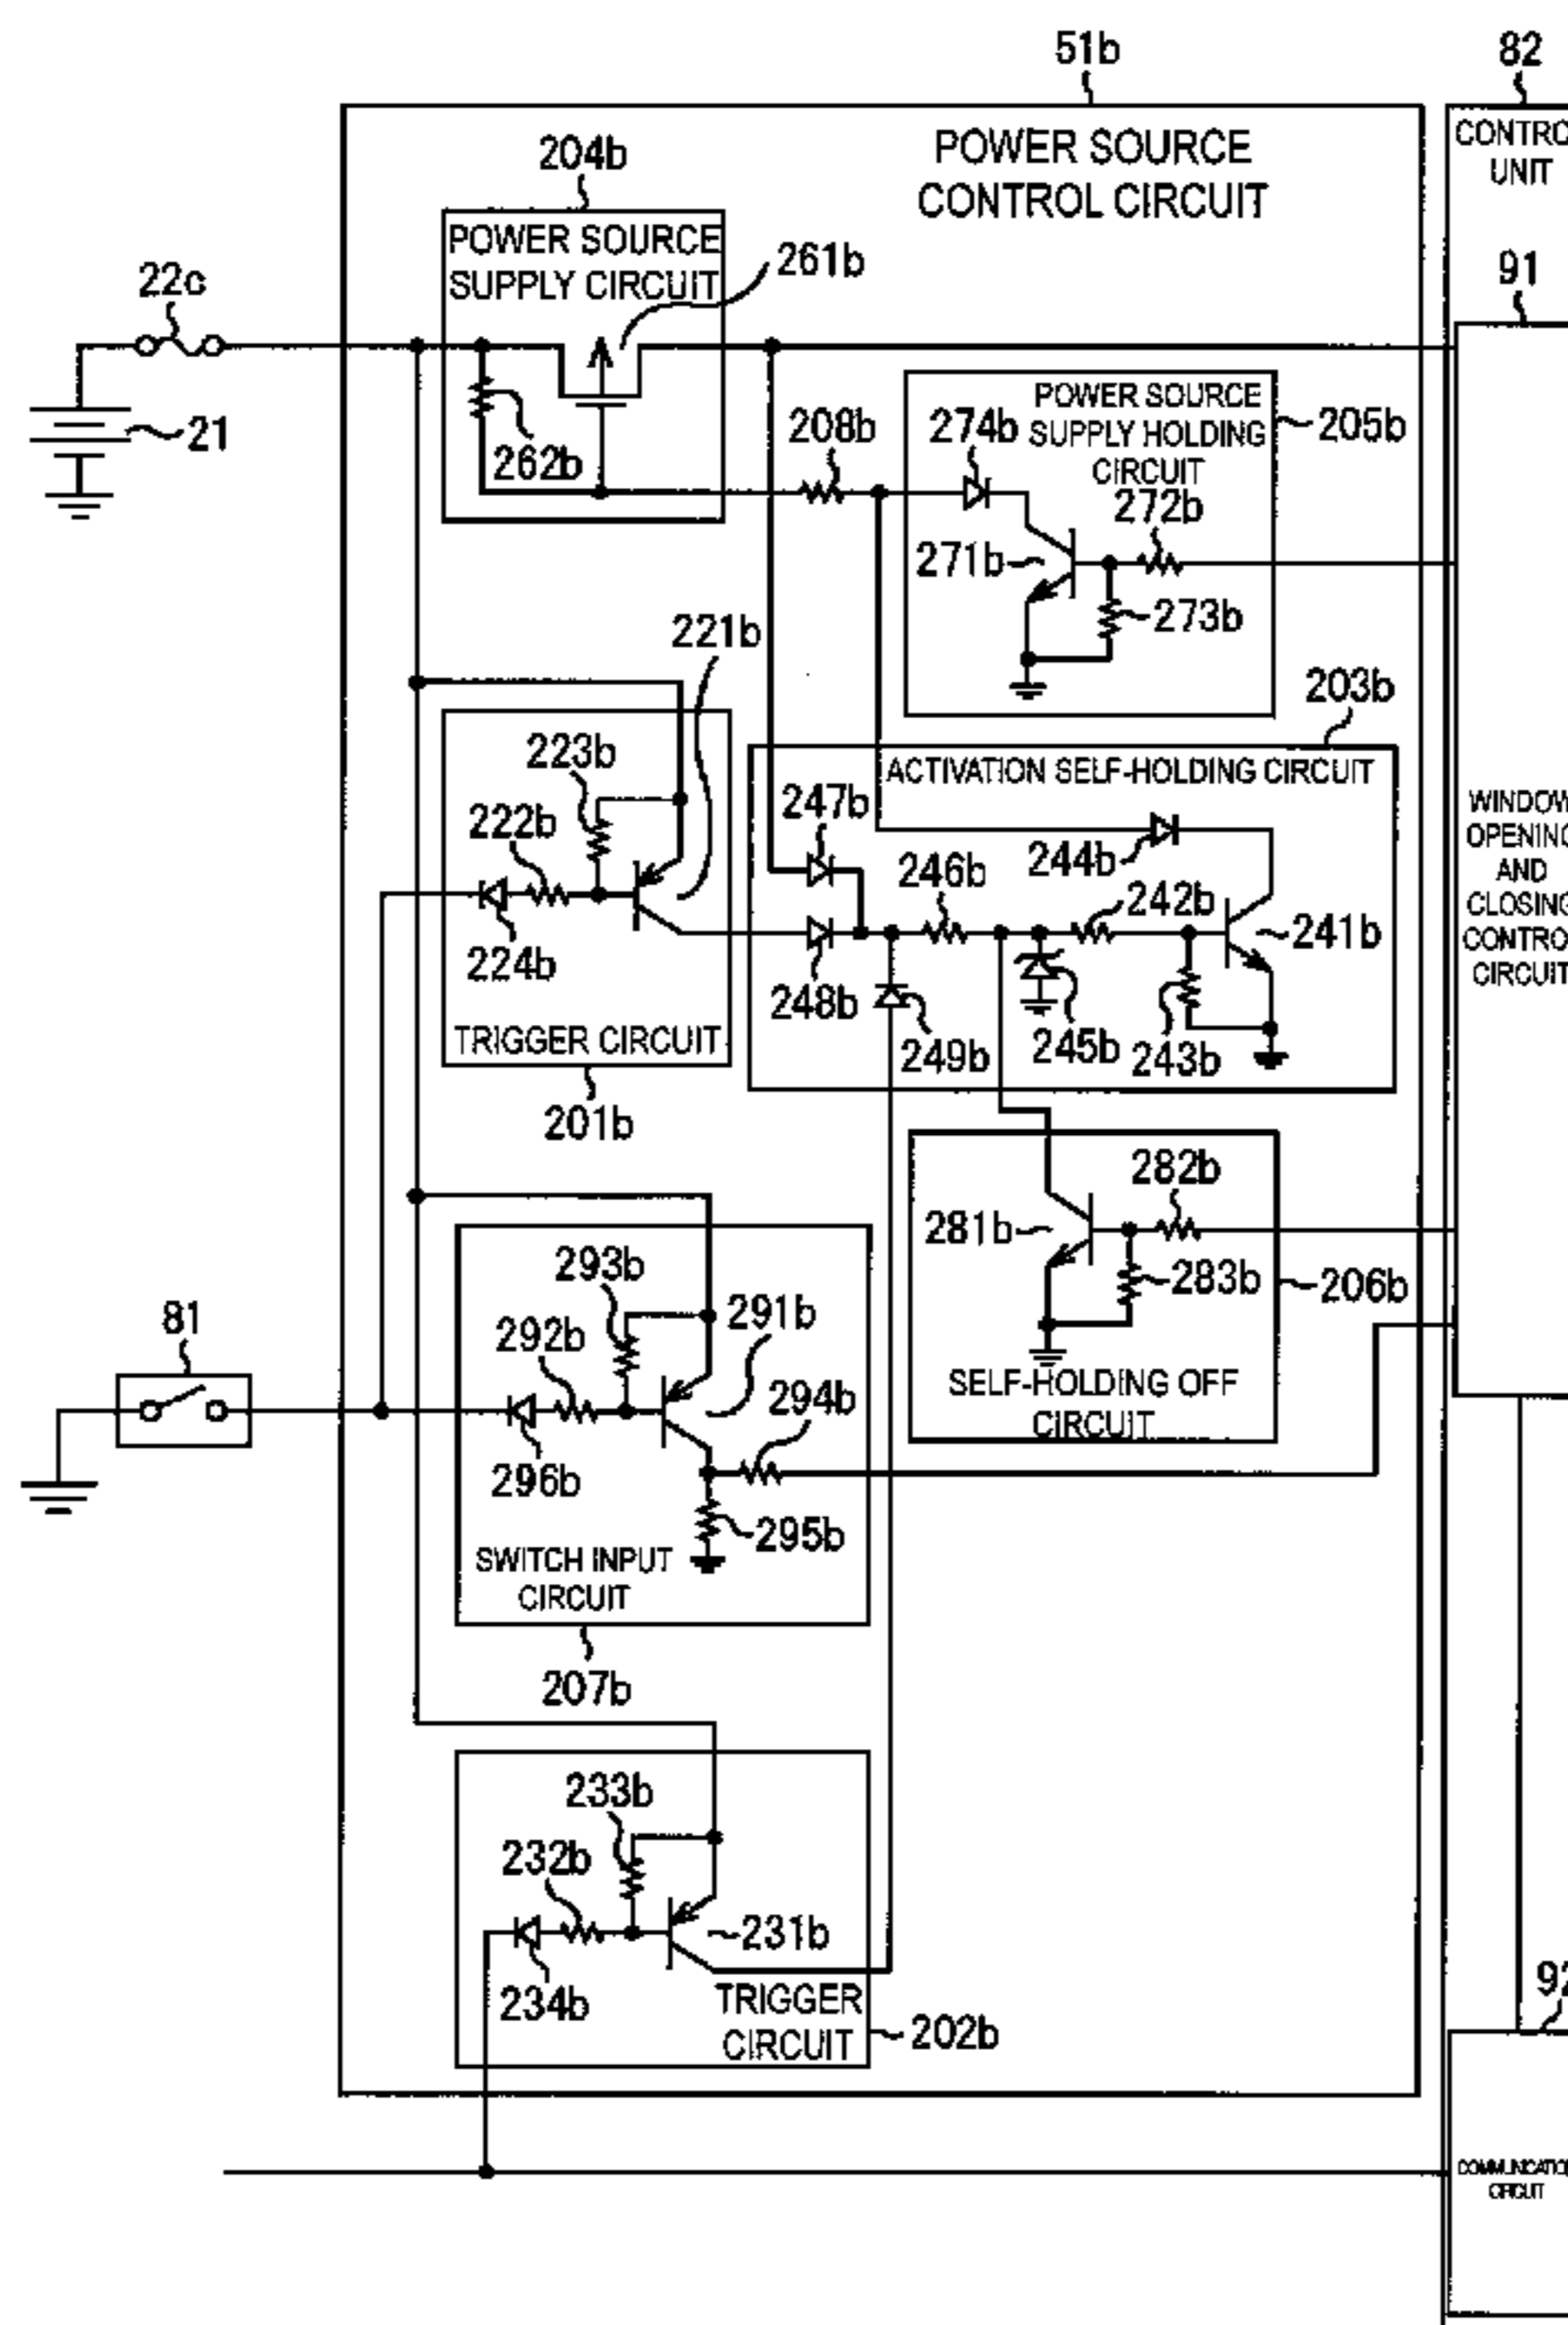 51b
82
POWER SOURCE
CONTROL CIRCUIT
CONTRO
UNIT
204b
POWER SOURCE
SUPPLY CIRCUIT
261b
22c
91
21
262b
208b
274b
POWER SOURCE
SUPPLY HOLDING
CIRCUIT
205b
272b
271b
273b
221b
203b
223b
222b
224b
TRIGGER CIRCUIT
201b
ACTIVATION SELF-HOLDING CIRCUIT
247b
246b
244b
242b
241b
248b
249b
245b
243b
WINDOW
OPENING
AND
CLOSING
CONTRO
CIRCUIT
282b
281b
283b
206b
SELF-HOLDING OFF
CIRCUIT
81
293b
291b
292b
294b
296b
295b
SWITCH INPUT
CIRCUIT
207b
233b
232b
231b
234b
TRIGGER
CIRCUIT
202b
92
COMMUNICATIO
CIRCUIT